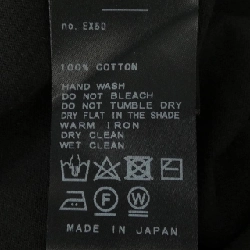 no. EX60
100% COTTON
HAND WASH
DO NOT BLEACH
DO NOT TUMBLE DRY
DRY FLAT IN THE SHADE
WARM IRON
DRY CLEAN
WET CLEAN
F
W
MADE IN JAPAN